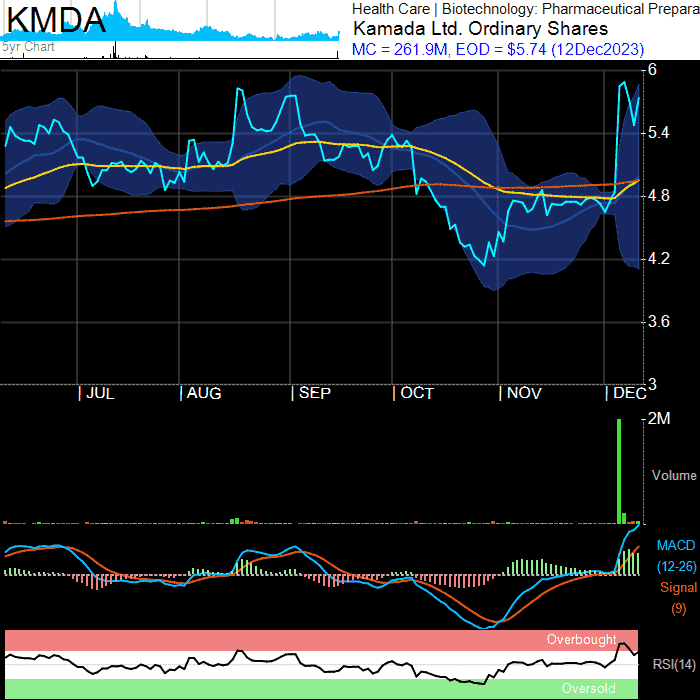 KMDA
5yr Chart
Health Care | Biotechnology: Pharmaceutical Prepara
Kamada Ltd. Ordinary Shares
MC = 261.9M, EOD = $5.74 (12Dec2023)
6
5.4
4.8
4.2
3.6
3
| JUL | AUG | SEP | OCT | NOV | DEC
2M
Volume
MACD
(12-26)
Signal
(9)
Overbought
RSI(14)
Oversold